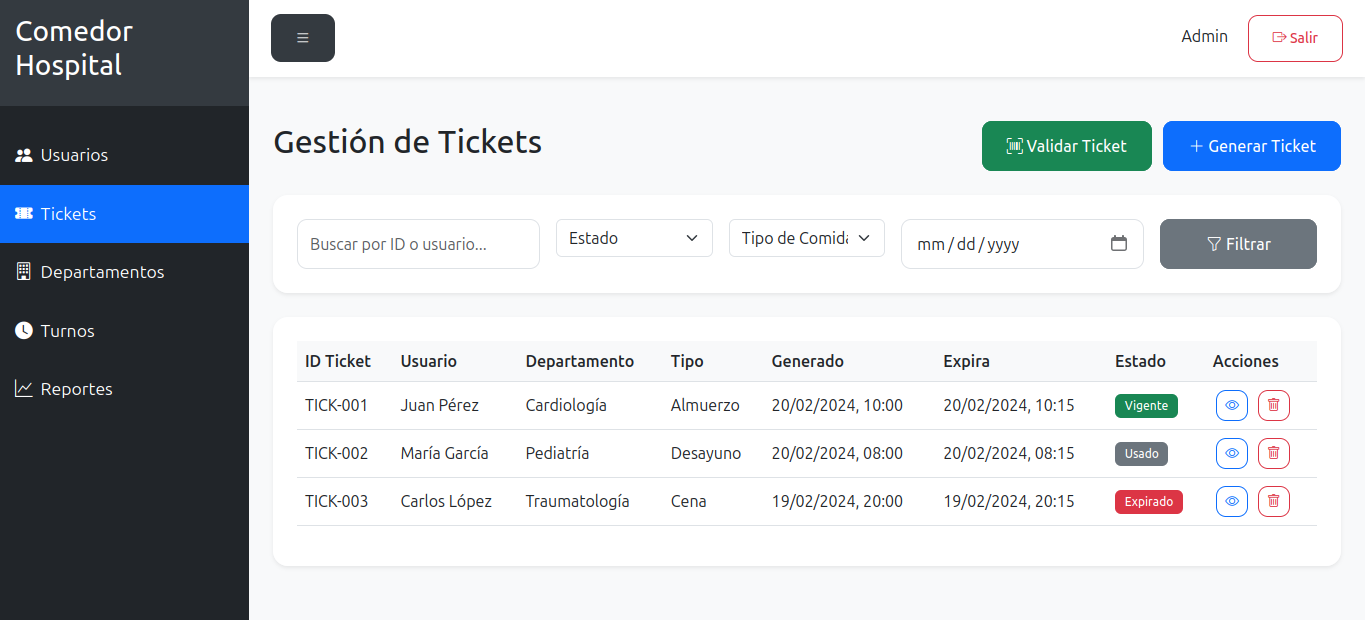 Comedor
Hospital
Admin
Salir
Usuarios
Tickets
Departamentos
Turnos
Reportes
Gestión de Tickets
Validar Ticket
Generar Ticket
Buscar por ID o usuario...
Estado
Tipo de Comida
mm/dd/yyyy
Filtrar
ID Ticket Usuario Departamento Tipo Generado Expira Estado Acciones
TICK-001 Juan Pérez Cardiología Almuerzo 20/02/2024, 10:00 20/02/2024, 10:15 Vigente
TICK-002 María García Pediatría Desayuno 20/02/2024, 08:00 20/02/2024, 08:15 Usado
TICK-003 Carlos López Traumatología Cena 19/02/2024, 20:00 19/02/2024, 20:15 Expirado